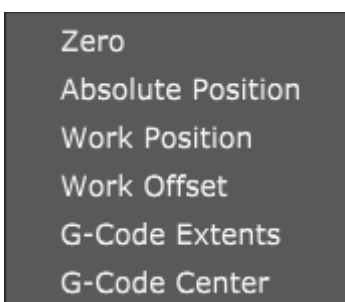 Zero
Absolute Position
Work Position
Work Offset
G-Code Extents
G-Code Center